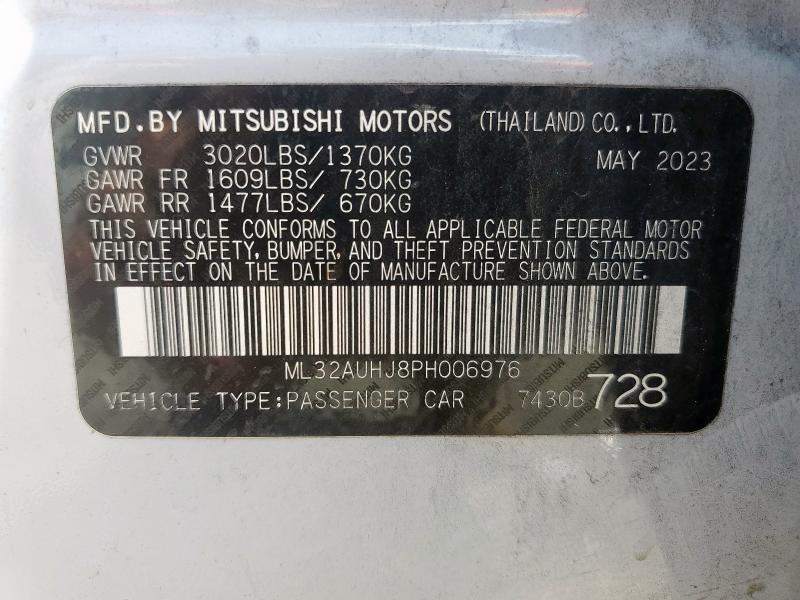 MFD.BY MITSUBISHI MOTORS (THAILAND)CO.,LTD.
GVWR 3020LBS/1370KG MAY 2023
GAWR FR 1609LBS/ 730KG
GAWR RR 1477LBS/ 670KG
THIS VEHICLE CONFORMS TO ALL APPLICABLE FEDERAL MOTOR
VEHICLE SAFETY, BUMPER, AND THEFT PREVENTION STANDARDS
IN EFFECT ON THE DATE OF MANUFACTURE SHOWN ABOVE.
ML32AUHJ8PH006976
VEHICLE TYPE:PASSENGER CAR 7430B 728